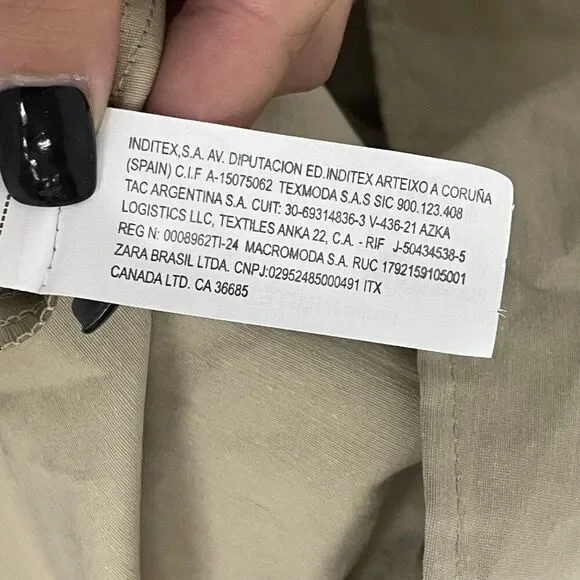 INDITEX,S.A. AV. DIPUTACION ED.INDITEX ARTEIXO A CORUÑA
(SPAIN) C.I.F A-15075062 TEXMODA S.A.S SIC 900.123.408
TAC ARGENTINA S.A. CUIT: 30-69314836-3 V-436-21 AZKA
LOGISTICS LLC, TEXTILES ANKA 22, C.A. - RIF J-50434538-5
REG N: 0008962TI-24 MACROMODA S.A. RUC 1792159105001
ZARA BRASIL LTDA. CNPJ:02952485000491 ITX
CANADA LTD. CA 36685